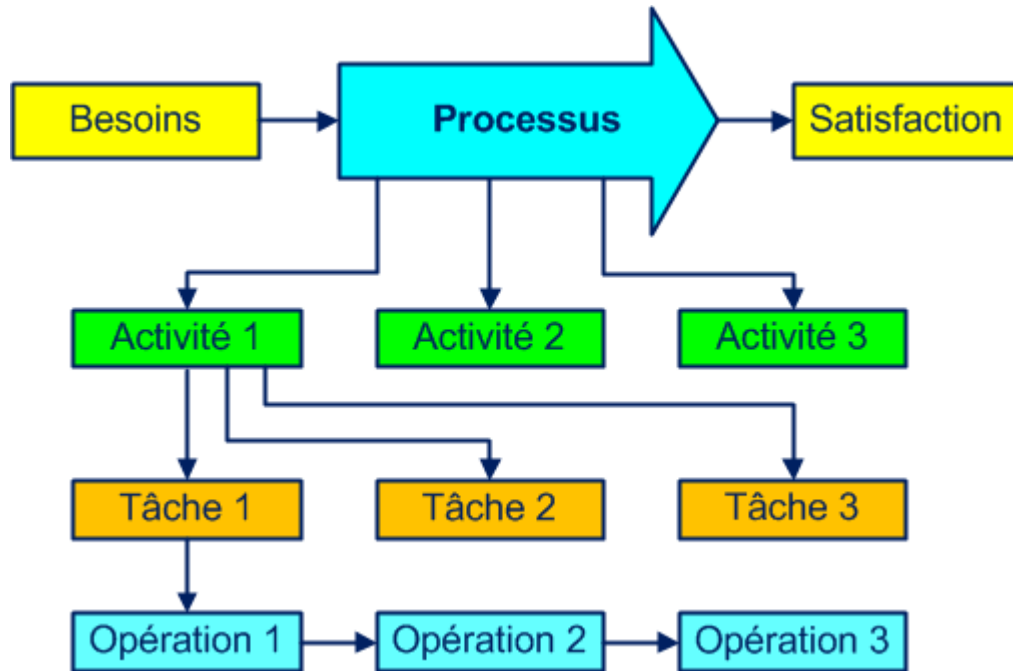 Besoins
Processus
Satisfaction
Activité 1
Activité 2
Activité 3
Tâche 1
Tâche 2
Tâche 3
Opération 1
Opération 2
Opération 3